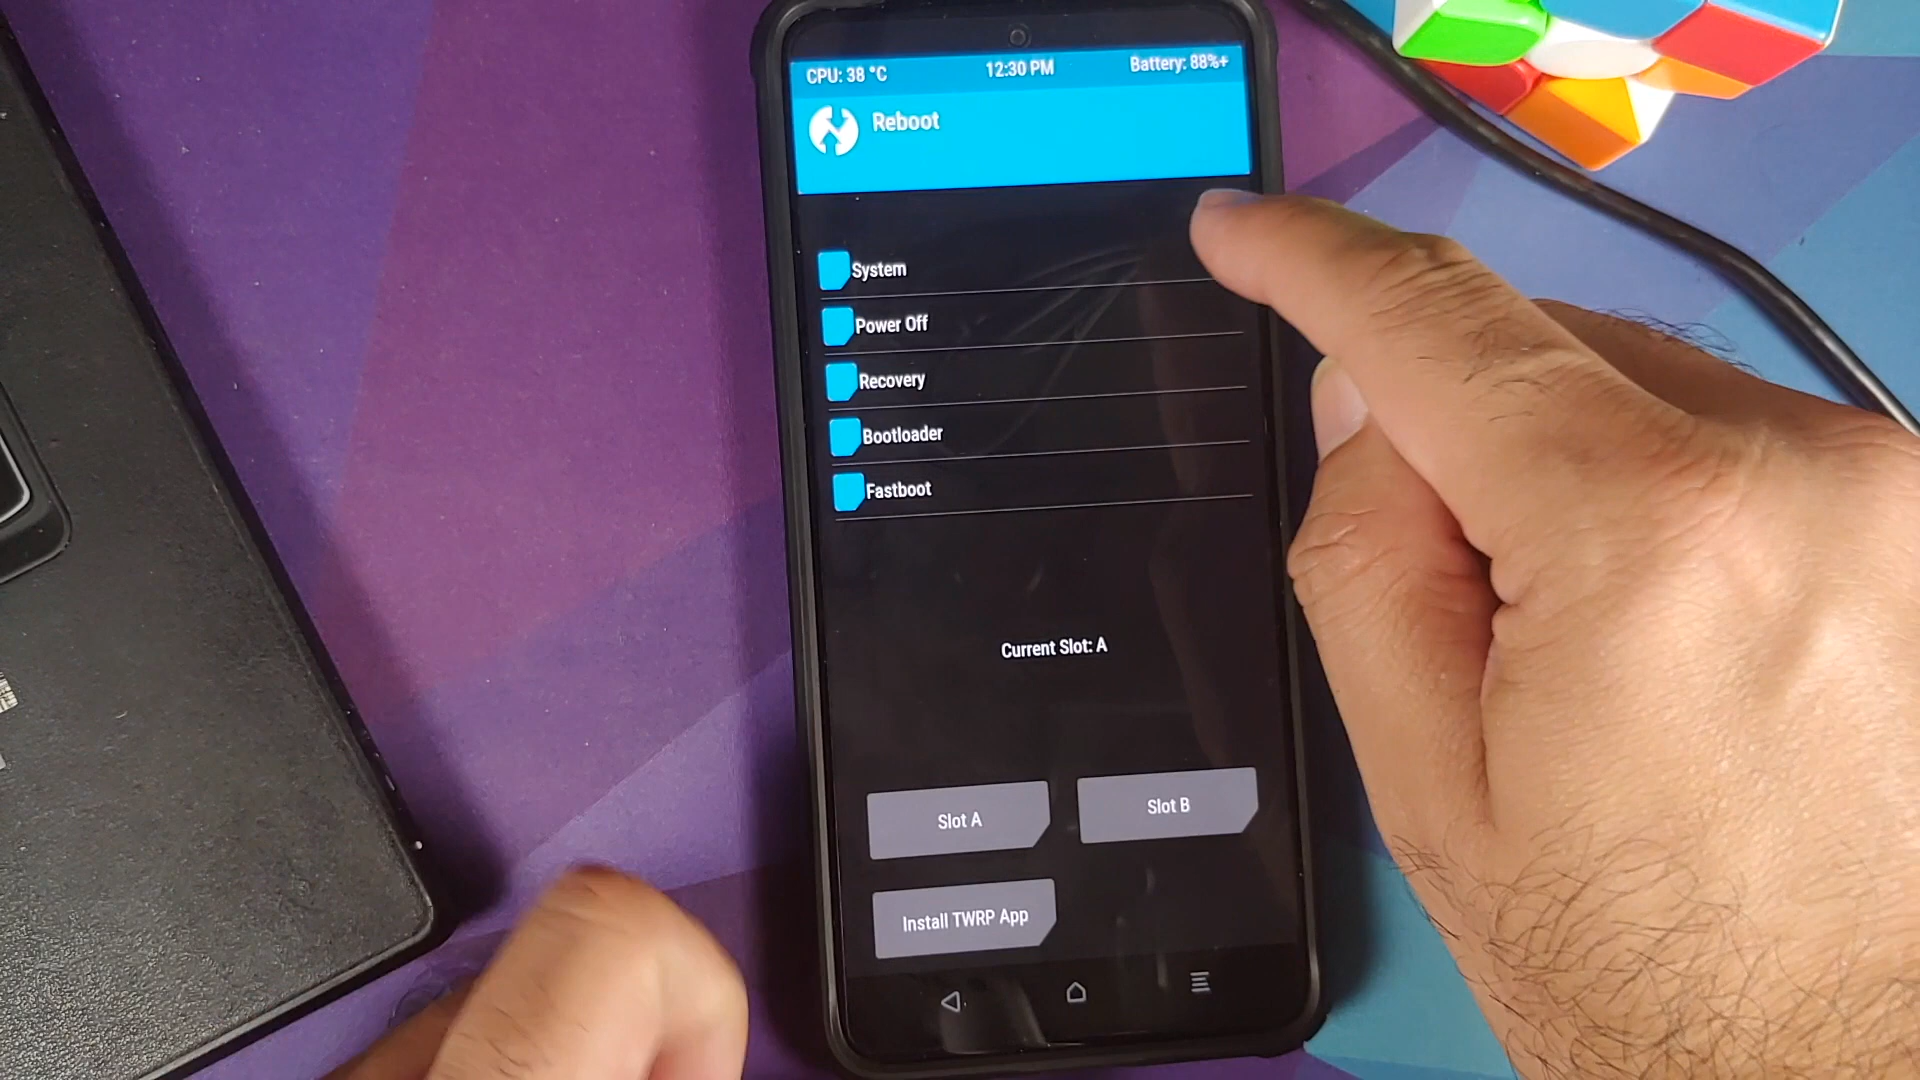 CPU: 38 °C 12:30 PM Battery: 88%+
Reboot
System
Power Off
Recovery
Bootloader
Fastboot
Current Slot: A
Slot A Slot B
Install TWRP App